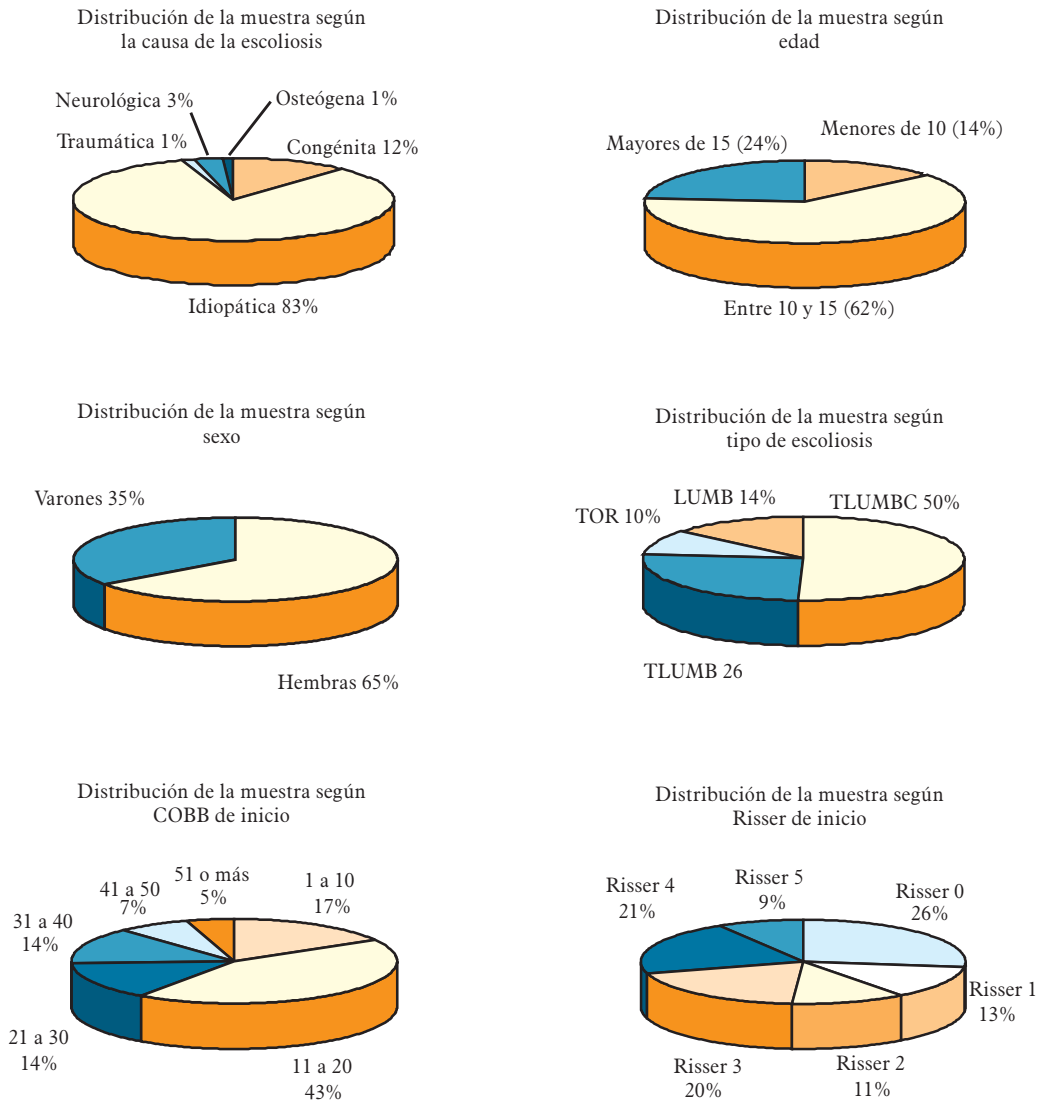 Distribución de la muestra según
la causa de la escoliosis
Neurológica 3%
Osteógena 1%
Traumática 1%
Congénita 12%
Idiopática 83%
Distribución de la muestra según
edad
Mayores de 15 (24%)
Menores de 10 (14%)
Entre 10 y 15 (62%)
Distribución de la muestra según
sexo
Varones 35%
Hembras 65%
Distribución de la muestra según
tipo de escoliosis
LUMB 14%
TLUMBC 50%
TOR 10%
TLUMB 26
Distribución de la muestra según
COBB de inicio
51 o más
5%
1 a 10
17%
41 a 50
7%
31 a 40
14%
21 a 30
14%
11 a 20
43%
Distribución de la muestra según
Risser de inicio
Risser 4
21%
Risser 5
9%
Risser 0
26%
Risser 1
13%
Risser 3
20%
Risser 2
11%